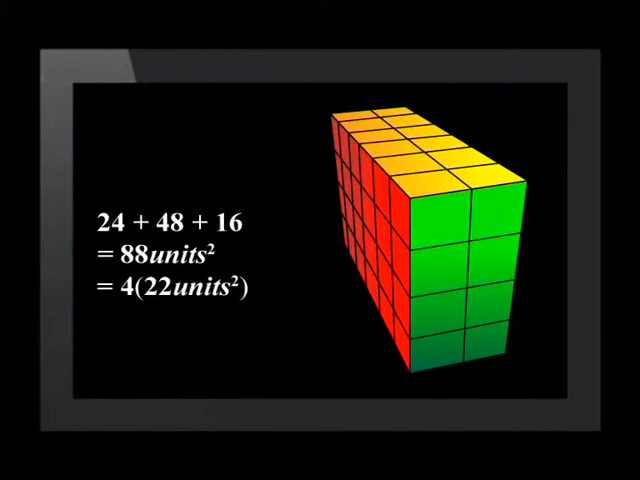 24 + 48 + 16
= 88units²
= 4(22units²)